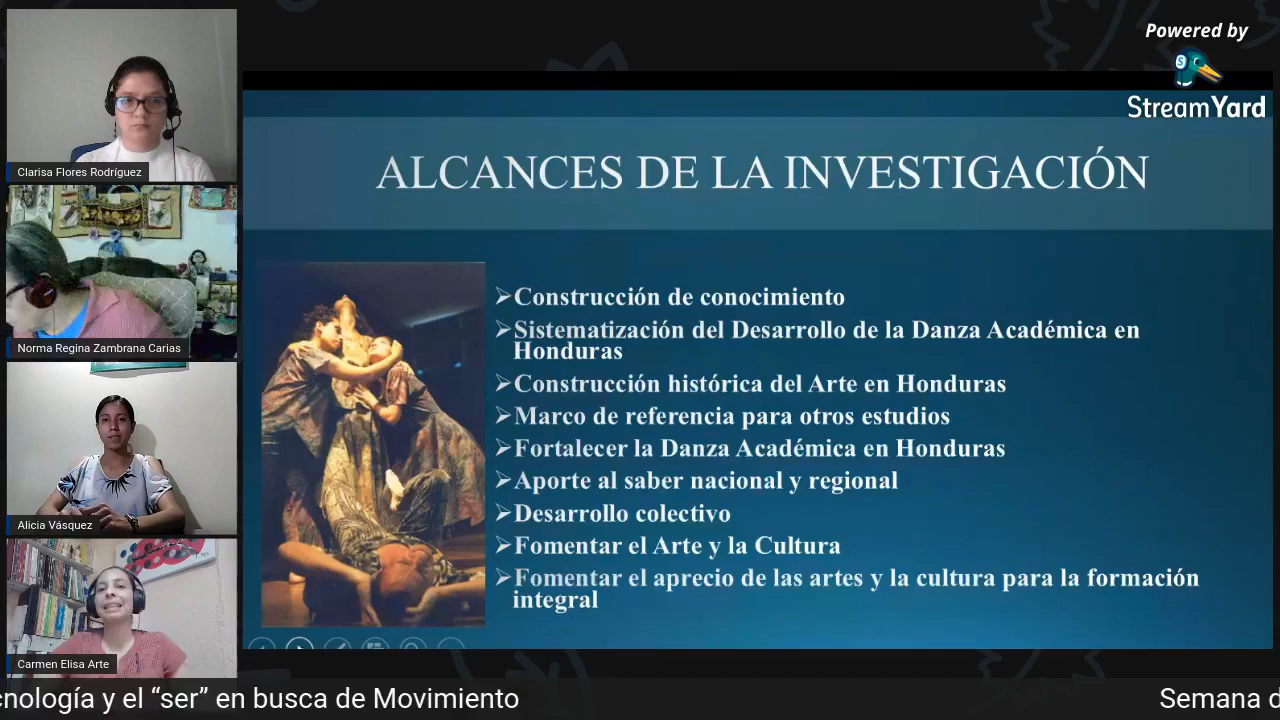 Powered by
StreamYard
Clarisa Flores Rodríguez
Norma Regina Zambrana Carias
Alicia Vásquez
Carmen Elisa Arte
ALCANCES DE LA INVESTIGACIÓN
➢Construcción de conocimiento
➢Sistematización del Desarrollo de la Danza Académica en
Honduras
➢Construcción histórica del Arte en Honduras
➢Marco de referencia para otros estudios
➢Fortalecer la Danza Académica en Honduras
➢Aporte al saber nacional y regional
➢Desarrollo colectivo
➢Fomentar el Arte y la Cultura
➢Fomentar el aprecio de las artes y la cultura para la formación
integral
cnología y el “ser” en busca de Movimiento
Semana d